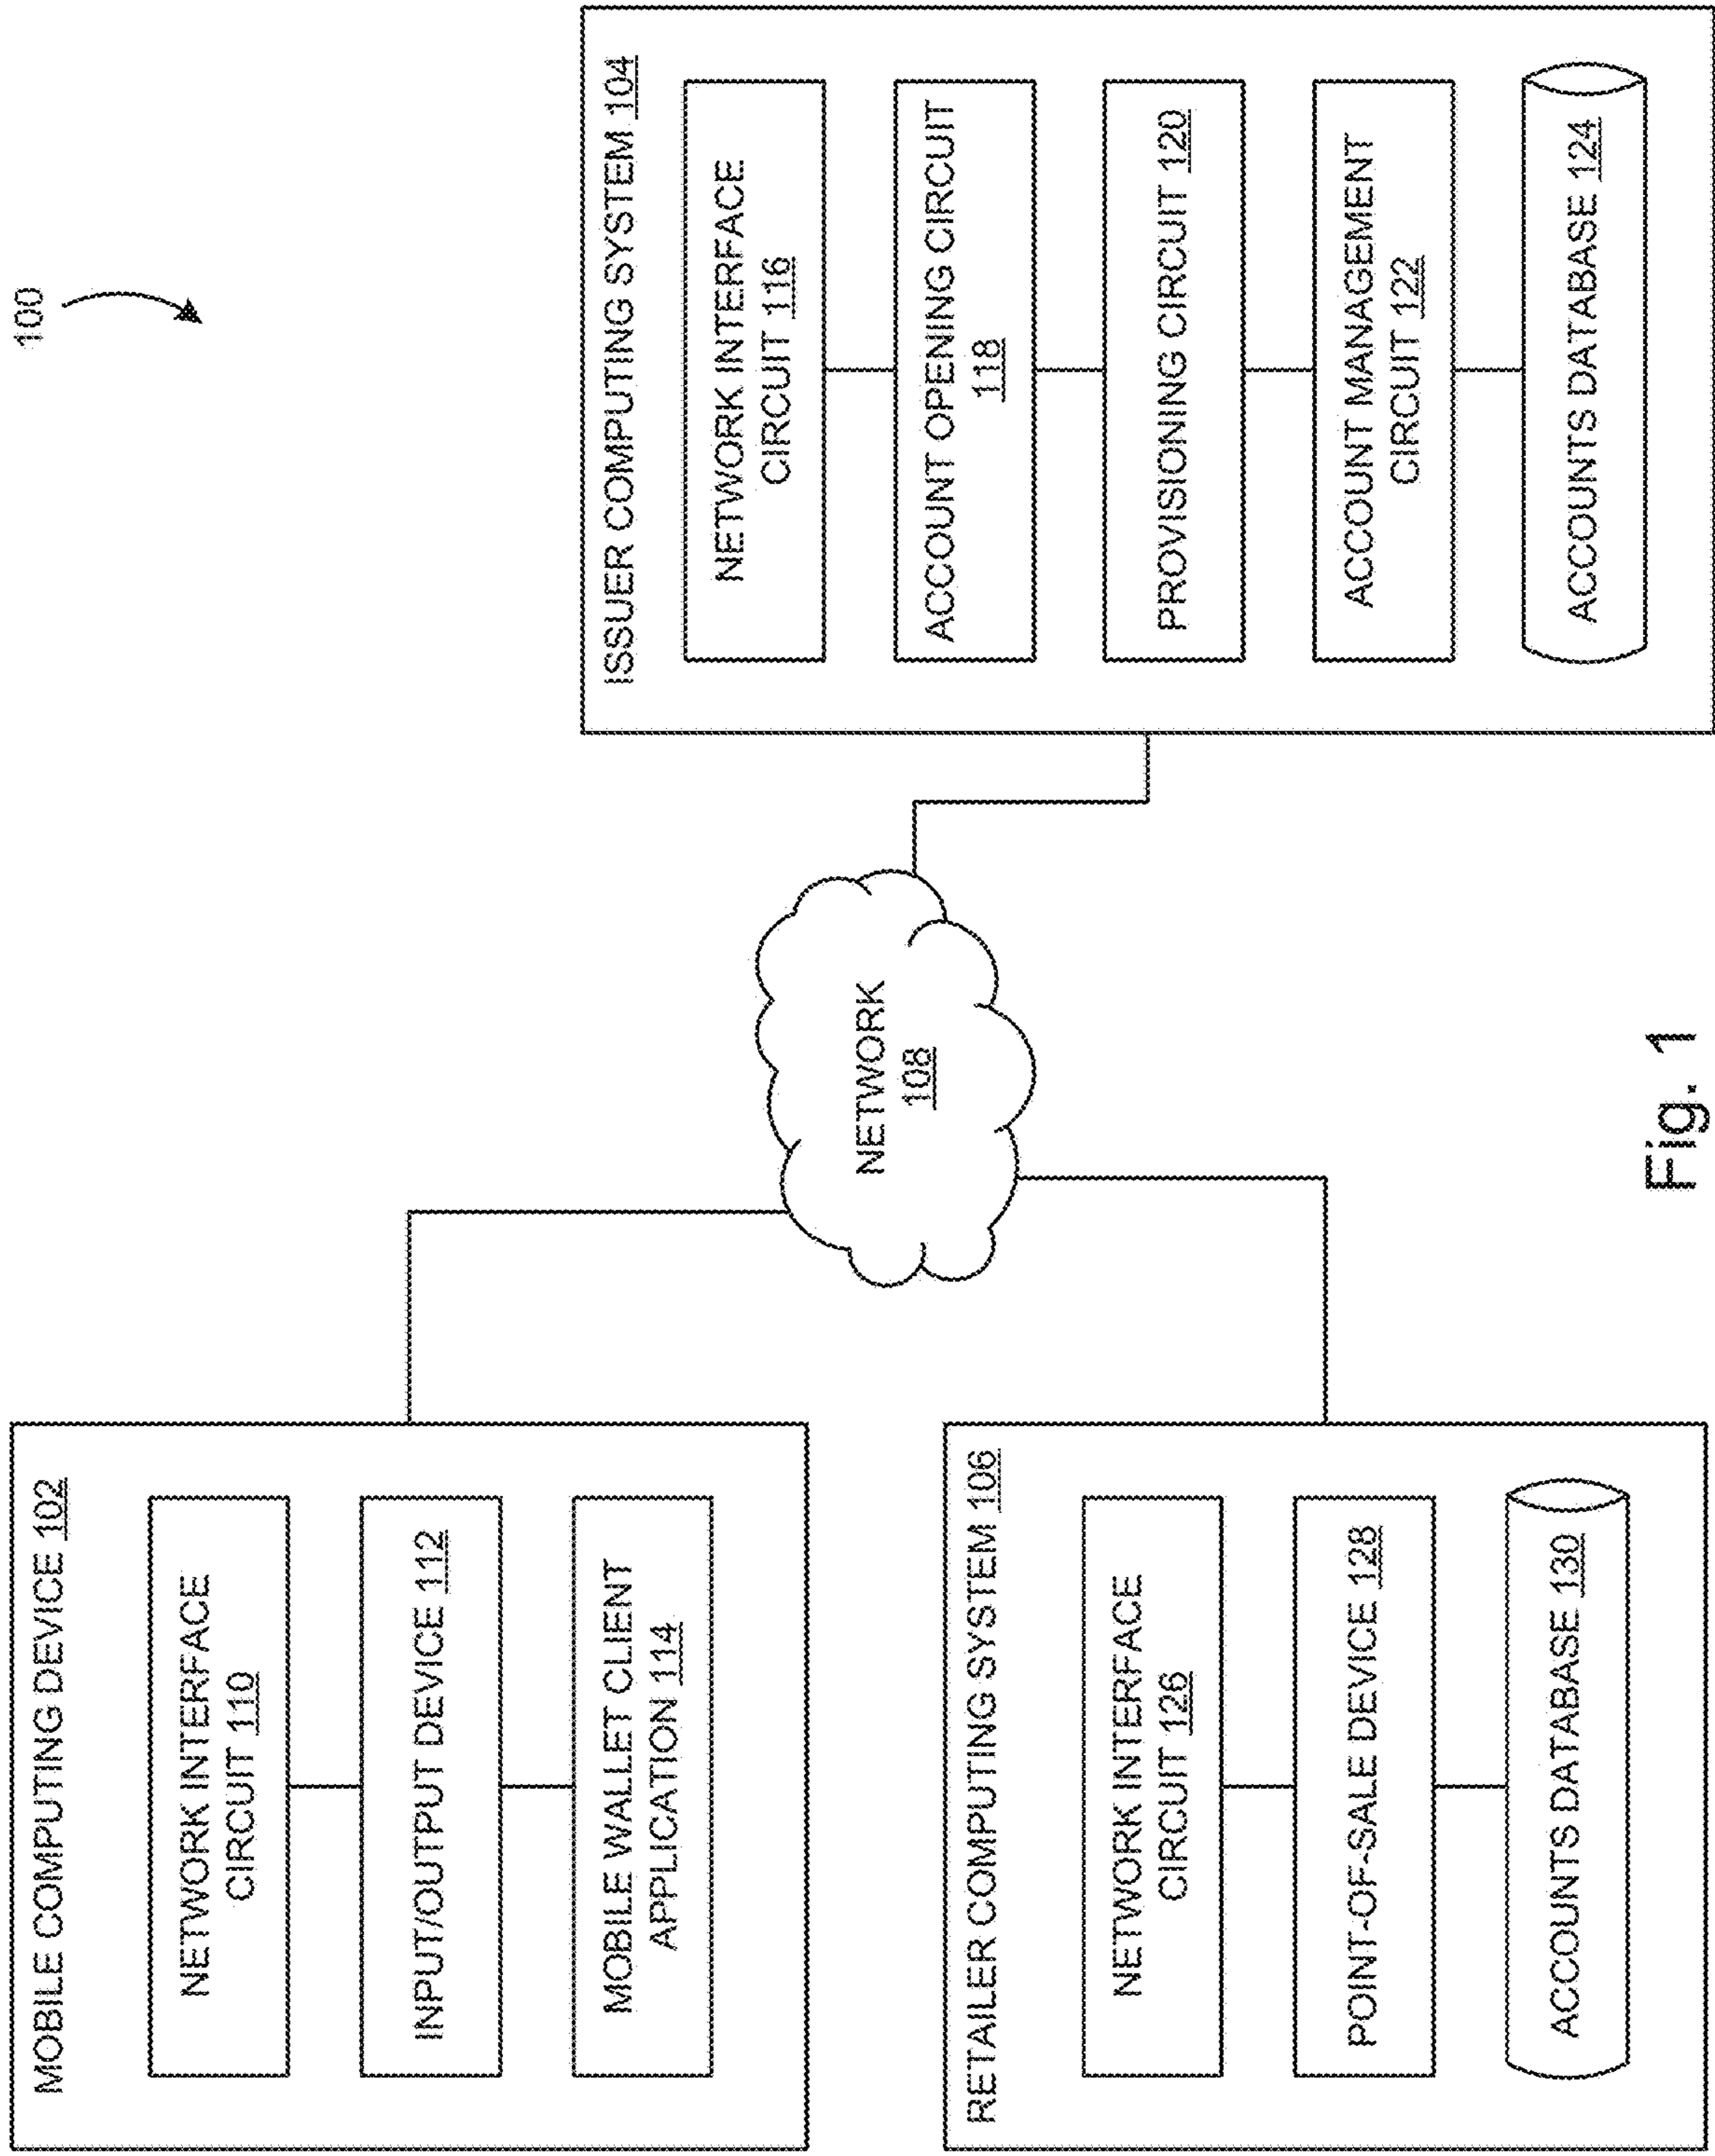 100
MOBILE COMPUTING DEVICE 102
NETWORK INTERFACE
CIRCUIT 110
INPUT/OUTPUT DEVICE 112
MOBILE WALLET CLIENT
APPLICATION 114
RETAILER COMPUTING SYSTEM 106
NETWORK INTERFACE
CIRCUIT 126
POINT-OF-SALE DEVICE 128
ACCOUNTS DATABASE 130
NETWORK
108
ISSUER COMPUTING SYSTEM 104
NETWORK INTERFACE
CIRCUIT 116
ACCOUNT OPENING CIRCUIT
118
PROVISIONING CIRCUIT 120
ACCOUNT MANAGEMENT
CIRCUIT 122
ACCOUNTS DATABASE 124
Fig. 1